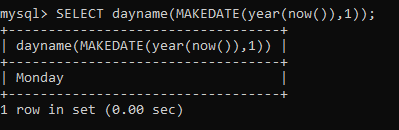 mysql> SELECT dayname(MAKEDATE(year(now()),1));
+----------------------------------+
| dayname(MAKEDATE(year(now()),1)) |
+----------------------------------+
| Monday                           |
+----------------------------------+
1 row in set (0.00 sec)